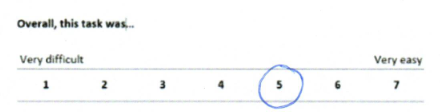 Overall, this task was...
Very difficult Very easy
1 2 3 4 5 6 7